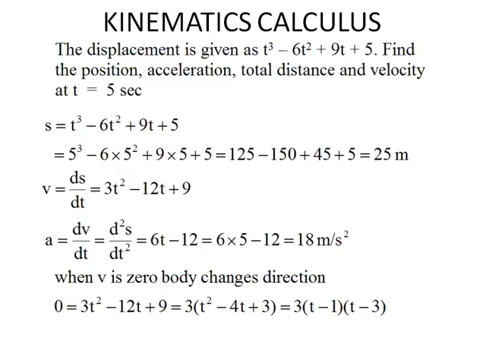 KINEMATICS CALCULUS
The displacement is given as t³ – 6t² + 9t + 5. Find
the position, acceleration, total distance and velocity
at t = 5 sec
s = t³ − 6t² + 9t + 5
= 5³ − 6 × 5² + 9 × 5 + 5 = 125 − 150 + 45 + 5 = 25 m
v = ds/dt = 3t² − 12t + 9
a = dv/dt = d²s/dt² = 6t − 12 = 6 × 5 − 12 = 18 m/s²
when v is zero body changes direction
0 = 3t² − 12t + 9 = 3(t² − 4t + 3) = 3(t − 1)(t − 3)